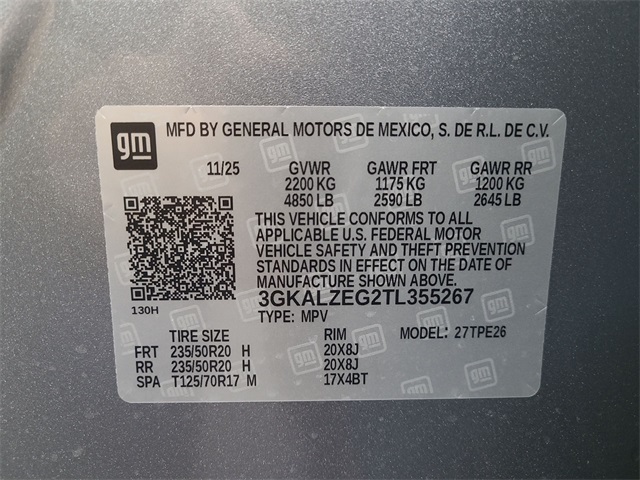 gm MFD BY GENERAL MOTORS DE MEXICO, S. DE R.L. DE C.V.
11/25 GVWR GAWR FRT GAWR RR
2200 KG 1175 KG 1200 KG
4850 LB 2590 LB 2645 LB
THIS VEHICLE CONFORMS TO ALL
APPLICABLE U.S. FEDERAL MOTOR
VEHICLE SAFETY AND THEFT PREVENTION
STANDARDS IN EFFECT ON THE DATE OF
MANUFACTURE SHOWN ABOVE.
3GKALZEG2TL355267
130H
TYPE: MPV
TIRE SIZE RIM MODEL: 27TPE26
FRT 235/50R20 H 20X8J
RR 235/50R20 H 20X8J
SPA T125/70R17 M 17X4BT